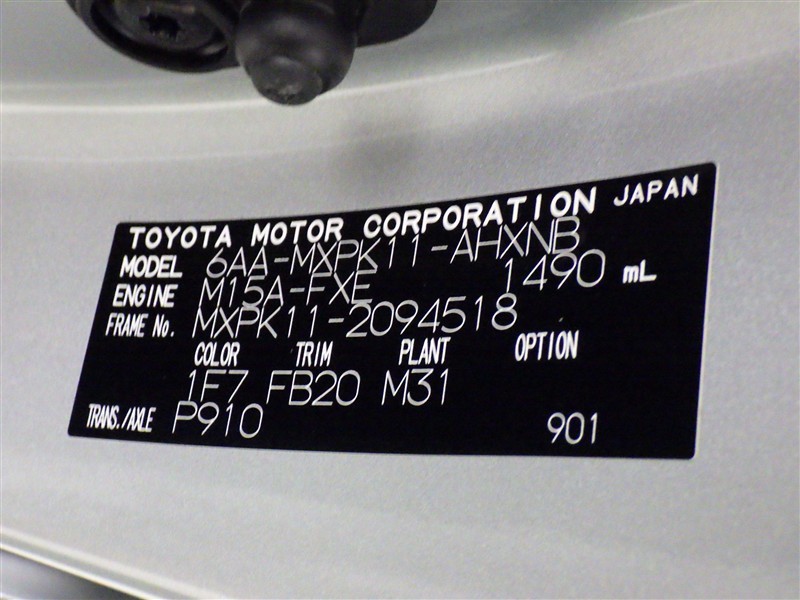 TOYOTA MOTOR CORPORATION JAPAN
MODEL 6AA-MXPK11-AHXNB
ENGINE M15A-FXE 1490 mL
FRAME No. MXPK11-2094518
COLOR TRIM PLANT OPTION
1F7 FB20 M31
TRANS./AXLE P910 901